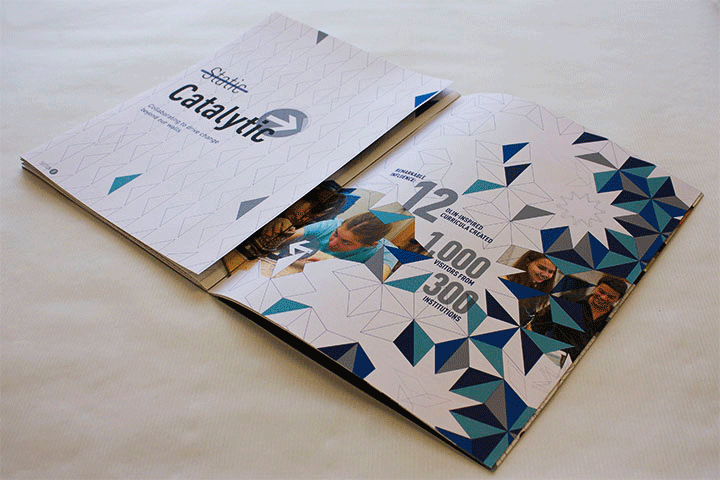 Static
Catalytic
Collaborating to drive change
beyond our walls
REMARKABLE
INFLUENCE:
12
OLIN-INSPIRED
CURRICULA CREATED
1,000
VISITORS FROM
300
INSTITUTIONS